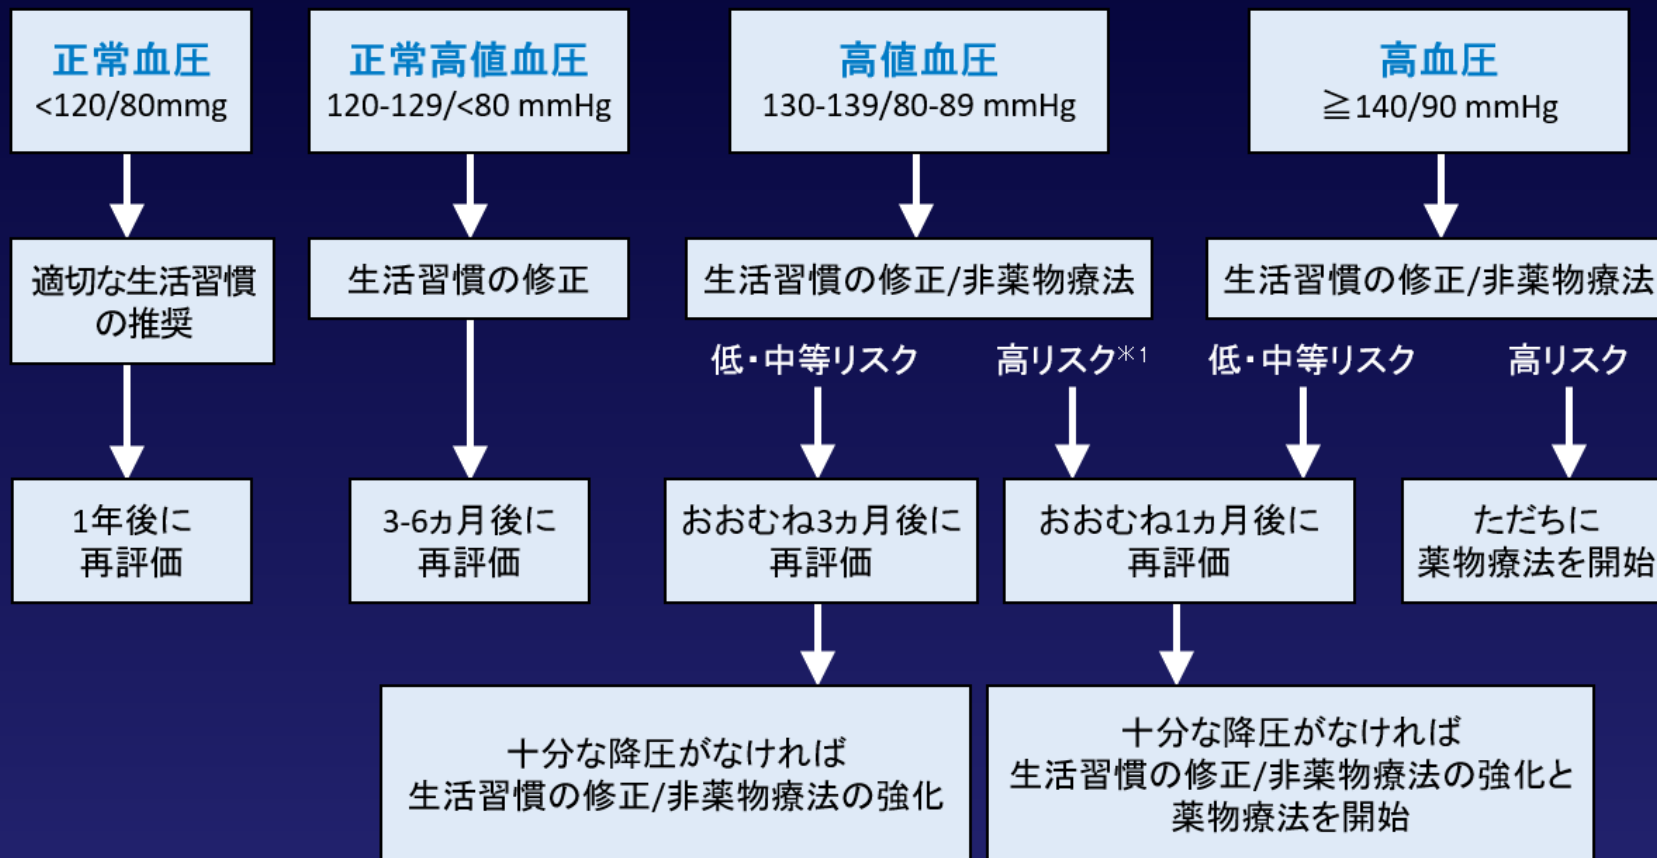 正常血圧
<120/80mmg
正常高値血圧
120-129/<80 mmHg
高値血圧
130-139/80-89 mmHg
高血圧
≧140/90 mmHg
適切な生活習慣
の推奨
生活習慣の修正
生活習慣の修正/非薬物療法
生活習慣の修正/非薬物療法
低・中等リスク
高リスク＊1
低・中等リスク
高リスク
1年後に
再評価
3-6ヵ月後に
再評価
おおむね3ヵ月後に
再評価
おおむね1ヵ月後に
再評価
ただちに
薬物療法を開始
十分な降圧がなければ
生活習慣の修正/非薬物療法の強化
十分な降圧がなければ
生活習慣の修正/非薬物療法の強化と
薬物療法を開始